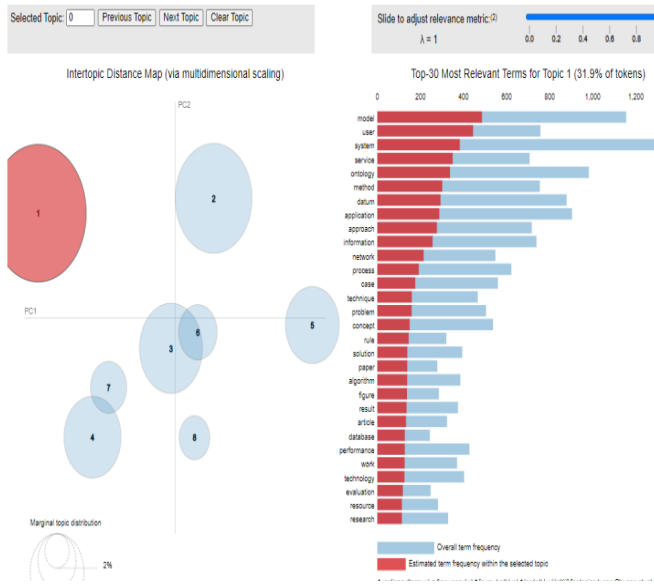 Selected Topic: 0 Previous Topic Next Topic Clear Topic
Slide to adjust relevance metric:(2)
λ = 1
0.0 0.2 0.4 0.6 0.8
Intertopic Distance Map (via multidimensional scaling)
PC2
PC1
1
2
3
4
5
6
7
8
Marginal topic distribution
2%
Top-30 Most Relevant Terms for Topic 1 (31.9% of tokens)
0 200 400 600 800 1,000 1,200
model
user
system
service
ontology
method
datum
application
approach
information
network
process
case
technique
problem
concept
rule
solution
paper
algorithm
figure
result
article
database
performance
work
technology
evaluation
resource
research
Overall term frequency
Estimated term frequency within the selected topic